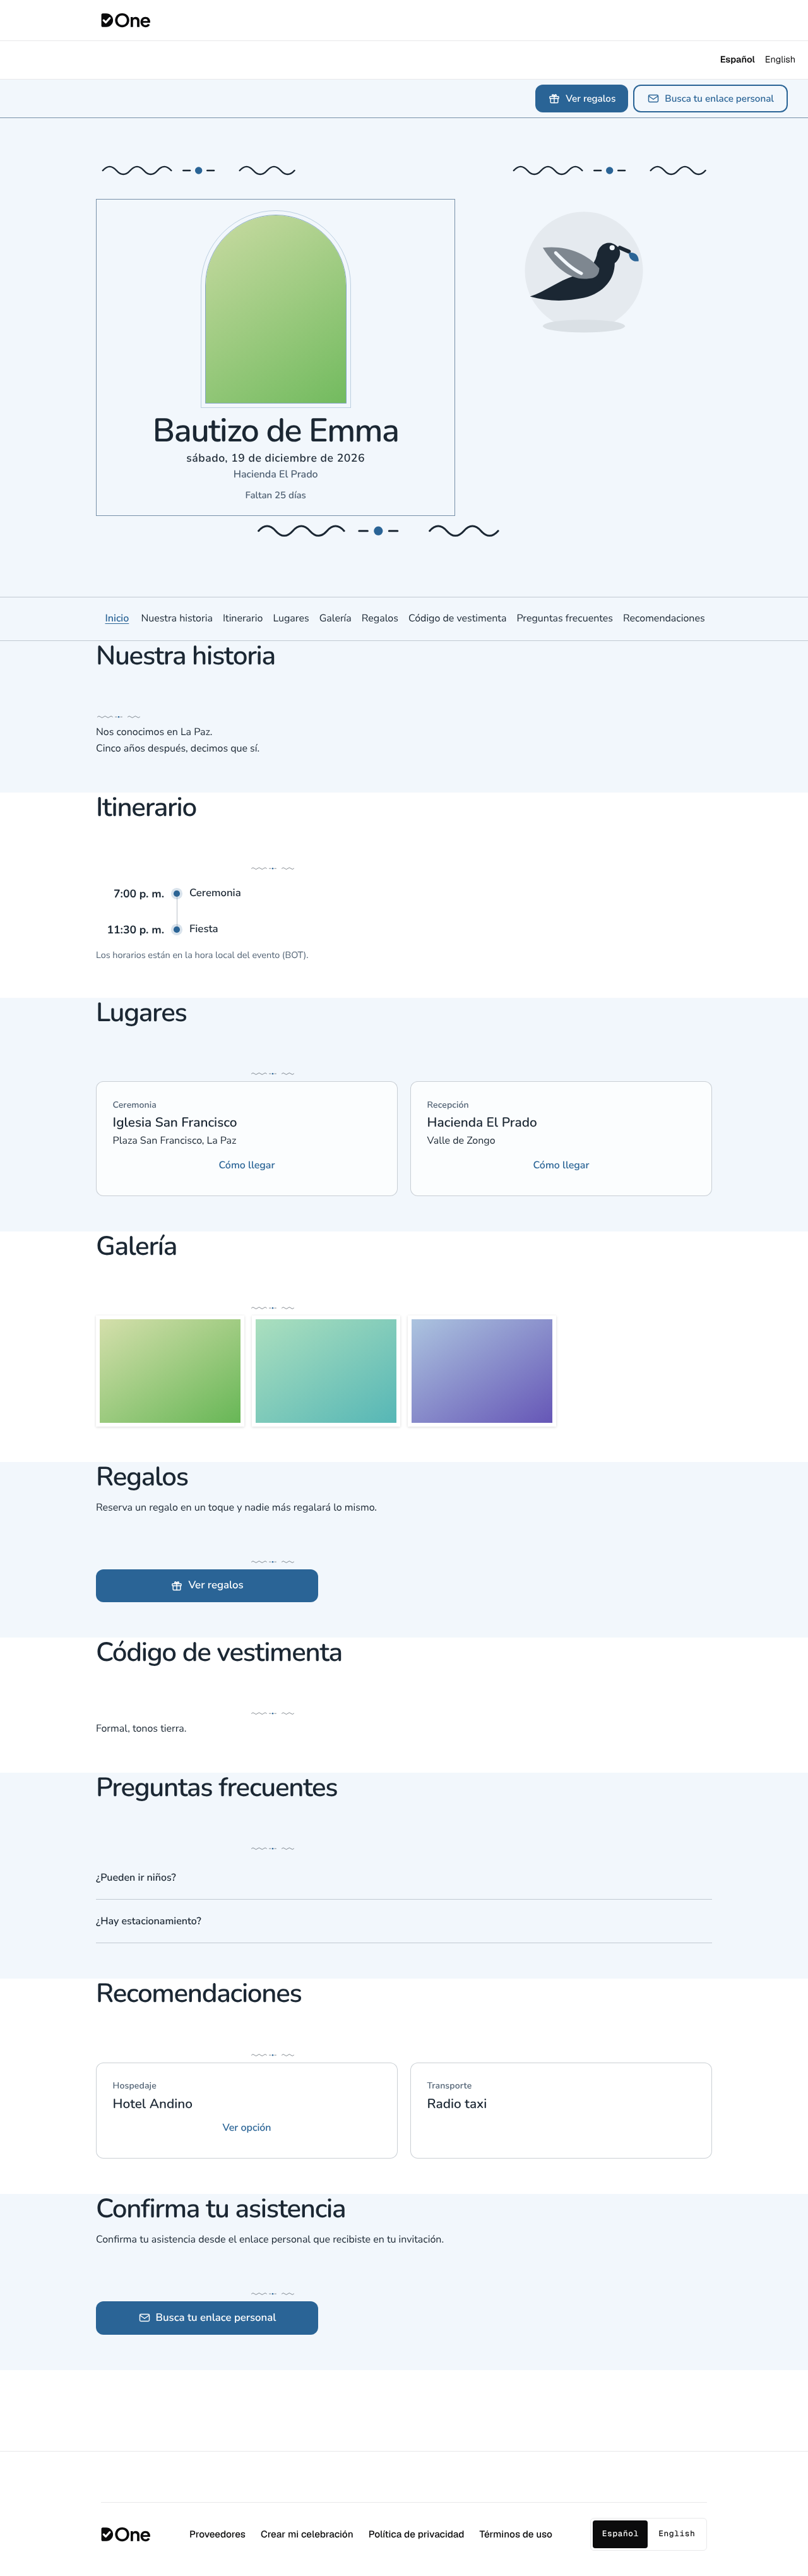 One
Español English
Ver regalos Busca tu enlace personal
Bautizo de Emma
sábado, 19 de diciembre de 2026
Hacienda El Prado
Faltan 25 días
Inicio Nuestra historia Itinerario Lugares Galería Regalos Código de vestimenta Preguntas frecuentes Recomendaciones
Nuestra historia
Nos conocimos en La Paz.
Cinco años después, decimos que sí.
Itinerario
7:00 p. m. Ceremonia
11:30 p. m. Fiesta
Los horarios están en la hora local del evento (BOT).
Lugares
Ceremonia
Iglesia San Francisco
Plaza San Francisco, La Paz
Cómo llegar
Recepción
Hacienda El Prado
Valle de Zongo
Cómo llegar
Galería
Regalos
Reserva un regalo en un toque y nadie más regalará lo mismo.
Ver regalos
Código de vestimenta
Formal, tonos tierra.
Preguntas frecuentes
¿Pueden ir niños?
¿Hay estacionamiento?
Recomendaciones
Hospedaje
Hotel Andino
Ver opción
Transporte
Radio taxi
Confirma tu asistencia
Confirma tu asistencia desde el enlace personal que recibiste en tu invitación.
Busca tu enlace personal
One Proveedores Crear mi celebración Política de privacidad Términos de uso Español English